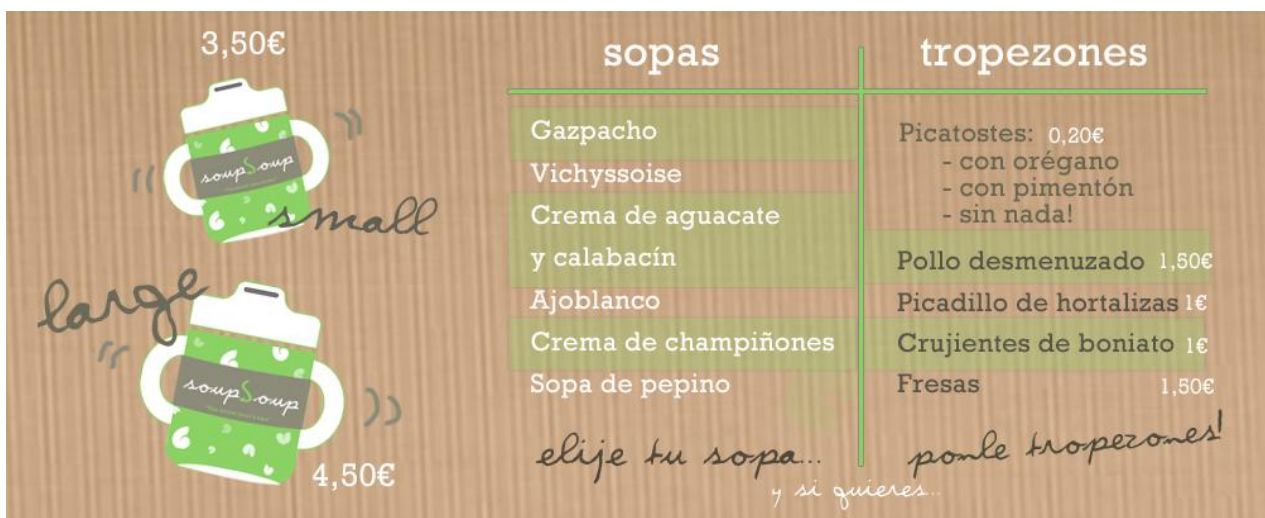 3,50€
soupSoup
small
large
soupSoup
4,50€
sopas
Gazpacho
Vichyssoise
Crema de aguacate
y calabacín
Ajoblanco
Crema de champiñones
Sopa de pepino
elije tu sopa...
y si quieres...
tropezones
Picatostes: 0,20€
- con orégano
- con pimentón
- sin nada!
Pollo desmenuzado 1,50€
Picadillo de hortalizas 1€
Crujientes de boniato 1€
Fresas 1,50€
ponle tropezones!